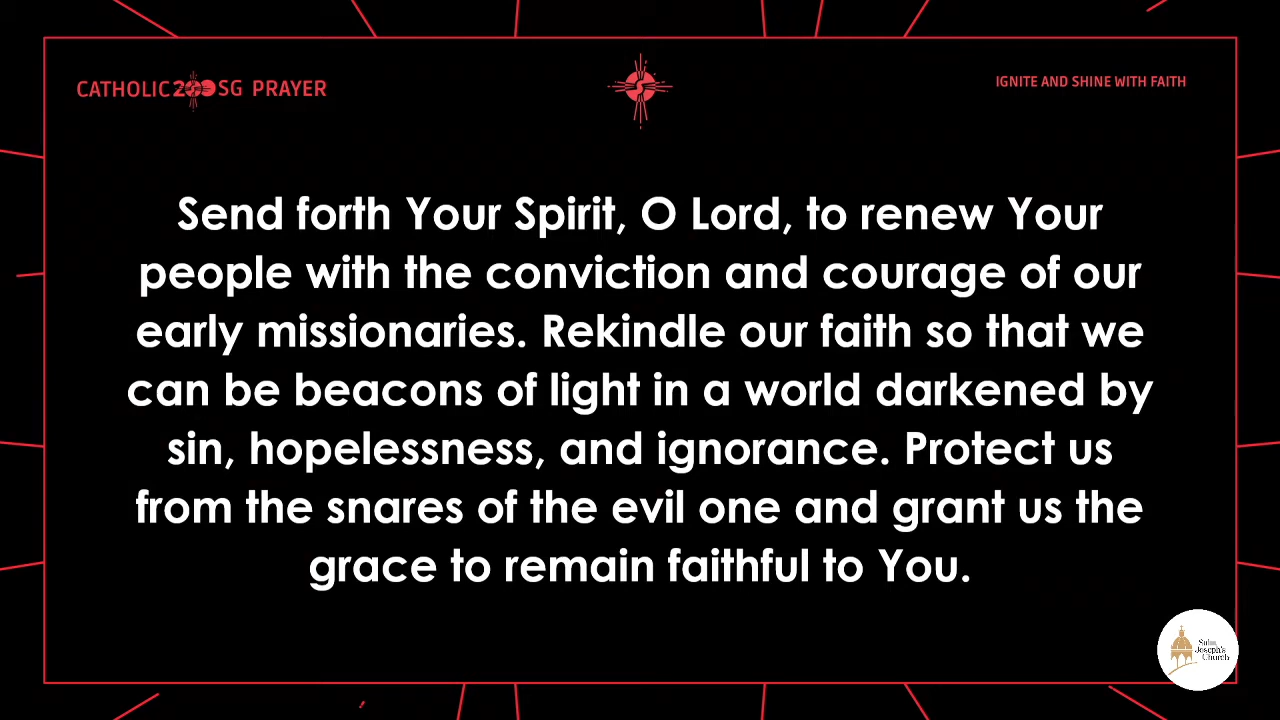 CATHOLIC200SG PRAYER
IGNITE AND SHINE WITH FAITH
Send forth Your Spirit, O Lord, to renew Your
people with the conviction and courage of our
early missionaries. Rekindle our faith so that we
can be beacons of light in a world darkened by
sin, hopelessness, and ignorance. Protect us
from the snares of the evil one and grant us the
grace to remain faithful to You.
Saint
Joseph's
Church